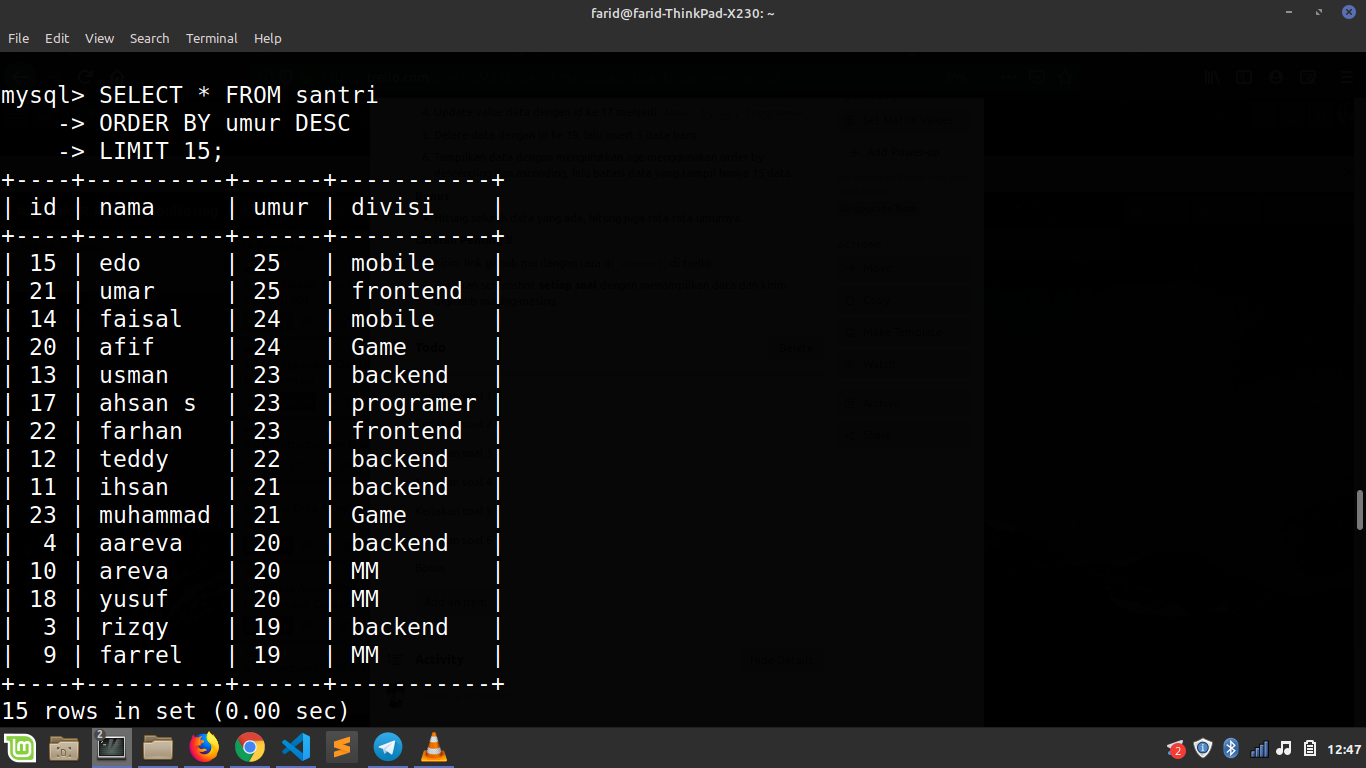 farid@farid-ThinkPad-X230: ~
File Edit View Search Terminal Help
mysql> SELECT * FROM santri
    -> ORDER BY umur DESC
    -> LIMIT 15;
+----+----------+------+-----------+
| id | nama     | umur | divisi    |
+----+----------+------+-----------+
| 15 | edo      | 25   | mobile    |
| 21 | umar     | 25   | frontend  |
| 14 | faisal   | 24   | mobile    |
| 20 | afif     | 24   | Game      |
| 13 | usman    | 23   | backend   |
| 17 | ahsan s  | 23   | programer |
| 22 | farhan   | 23   | frontend  |
| 12 | teddy    | 22   | backend   |
| 11 | ihsan    | 21   | backend   |
| 23 | muhammad | 21   | Game      |
|  4 | aareva   | 20   | backend   |
| 10 | areva    | 20   | MM        |
| 18 | yusuf    | 20   | MM        |
|  3 | rizqy    | 19   | backend   |
|  9 | farrel   | 19   | MM        |
+----+----------+------+-----------+
15 rows in set (0.00 sec)
Todo
Activity
2
2
12:47